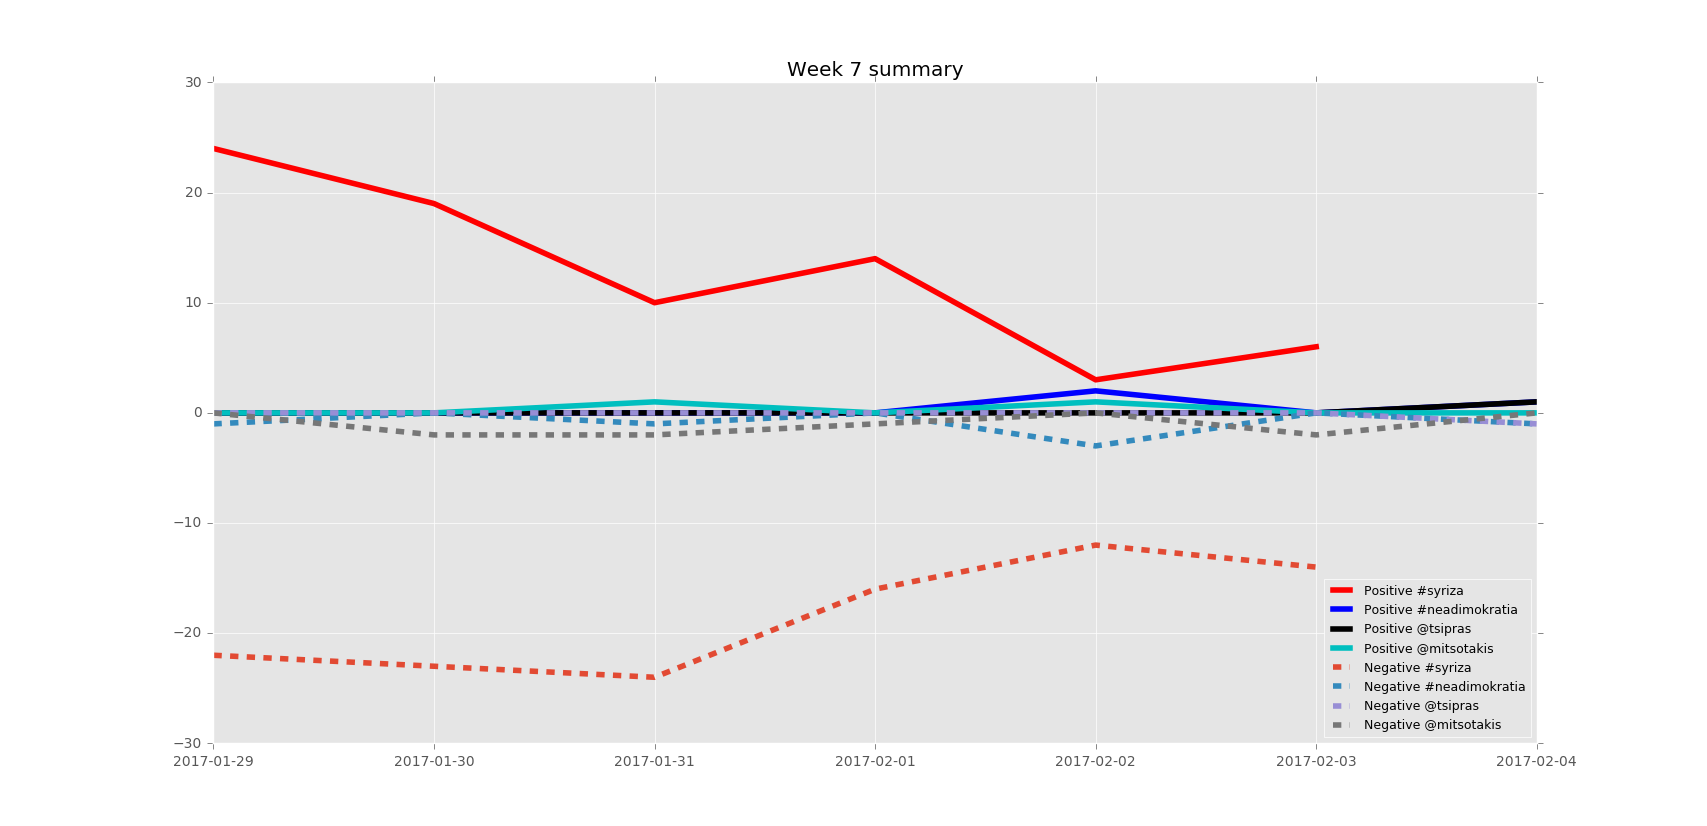 Week 7 summary
30
20
10
0
−10
−20
−30
2017-01-29 2017-01-30 2017-01-31 2017-02-01 2017-02-02 2017-02-03 2017-02-04
Positive #syriza
Positive #neadimokratia
Positive @tsipras
Positive @mitsotakis
Negative #syriza
Negative #neadimokratia
Negative @tsipras
Negative @mitsotakis